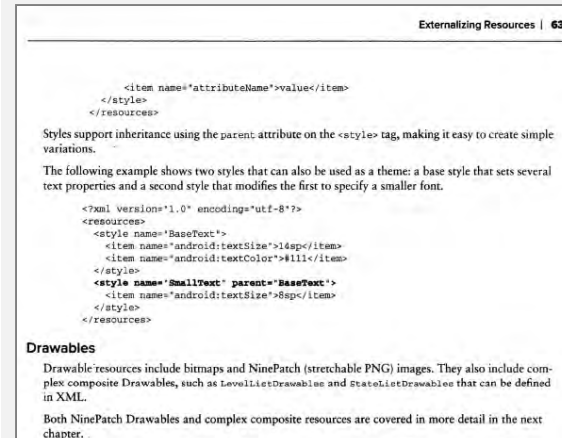 Externalizing Resources | 63
<item name="attributeName">value</item>
</style>
</resources>
Styles support inheritance using the parent attribute on the <style> tag, making it easy to create simple
variations.
The following example shows two styles that can also be used as a theme: a base style that sets several
text properties and a second style that modifies the first to specify a smaller font.
<?xml version="1.0" encoding="utf-8"?>
<resources>
<style name="BaseText">
<item name="android:textSize">14sp</item>
<item name="android:textColor">#111</item>
</style>
<style name="SmallText" parent="BaseText">
<item name="android:textSize">8sp</item>
</style>
</resources>
Drawables
Drawable resources include bitmaps and NinePatch (stretchable PNG) images. They also include com-
plex composite Drawables, such as LevelListDrawables and StateListDrawables that can be defined
in XML.
Both NinePatch Drawables and complex composite resources are covered in more detail in the next
chapter.